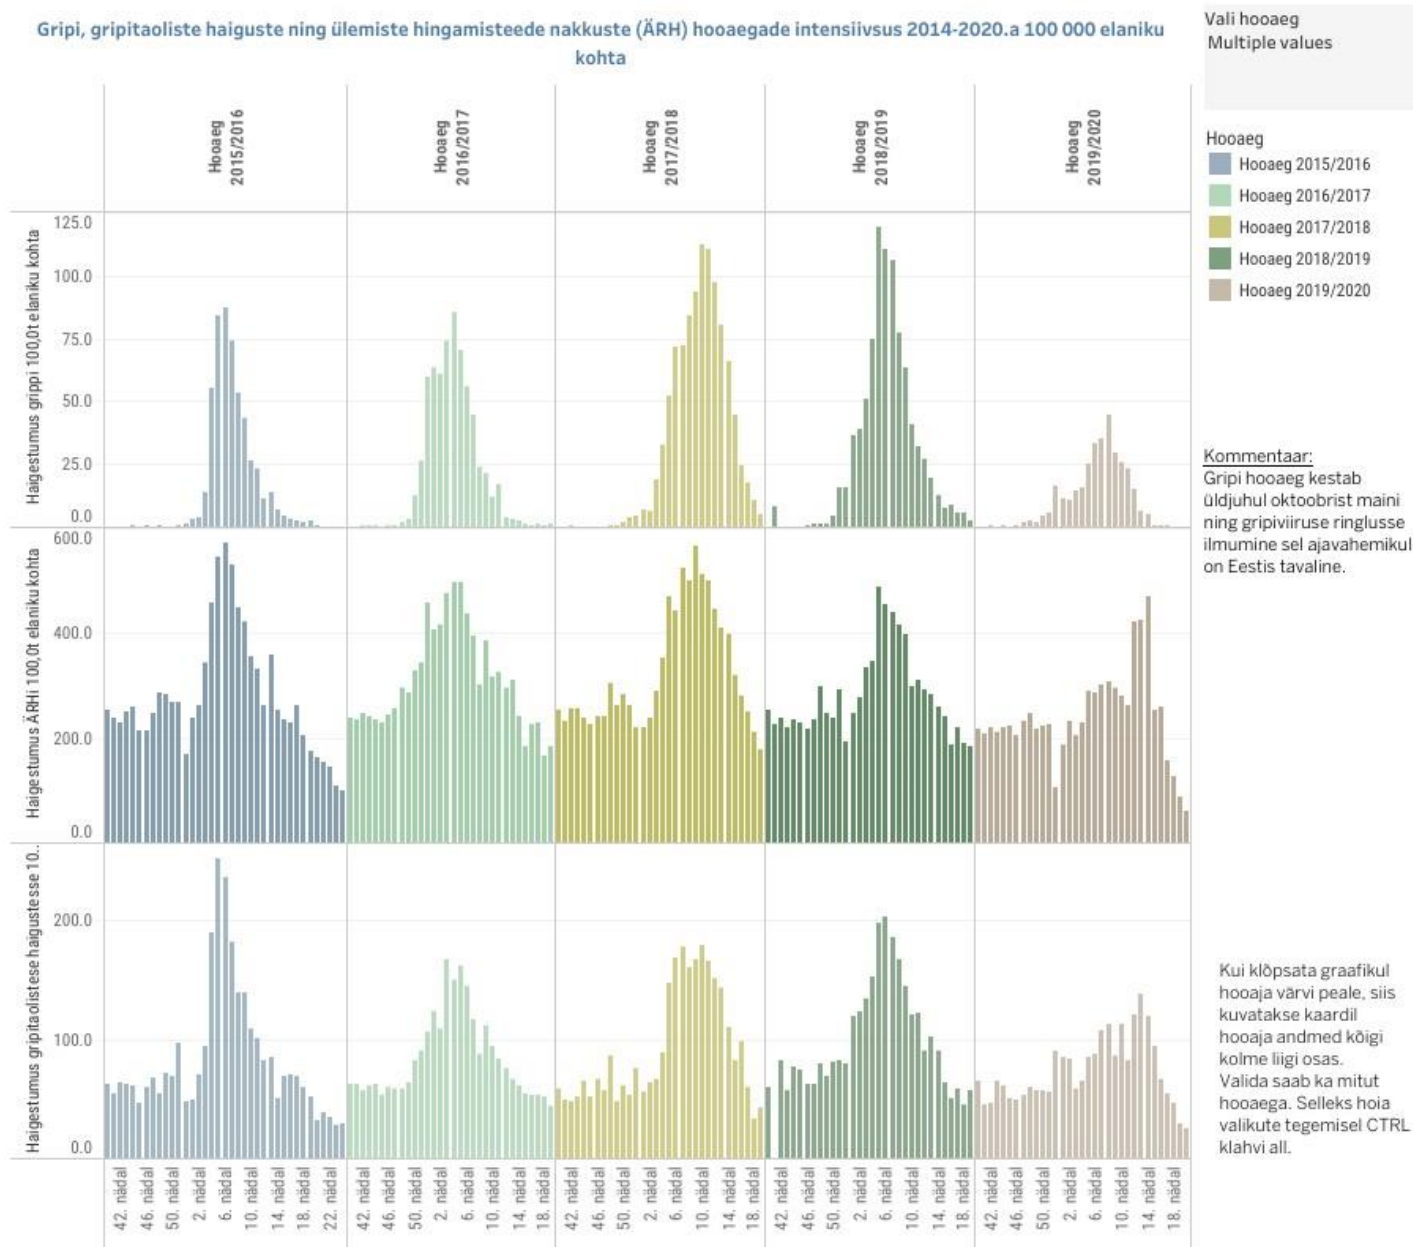 Gripi, gripitaoliste haiguste ning ülemiste hingamisteede nakkuste (ÄRH) hooaegade intensiivsus 2014-2020.a 100 000 elaniku
kohta
Vali hooaeg
Multiple values
Hooaeg
2015/2016
Hooaeg
2016/2017
Hooaeg
2017/2018
Hooaeg
2018/2019
Hooaeg
2019/2020
Hooaeg
Hooaeg 2015/2016
Hooaeg 2016/2017
Hooaeg 2017/2018
Hooaeg 2018/2019
Hooaeg 2019/2020
Haigestumus grippi 100,0t elaniku kohta
125.0
100.0
75.0
50.0
25.0
0.0
Kommentaar:
Gripi hooaeg kestab
üldjuhul oktoobrist maini
ning gripiviiruse ringlusse
ilmumine sel ajavahemikul
on Eestis tavaline.
Haigestumus ÄRHi 100,0t elaniku kohta
600.0
400.0
200.0
0.0
Haigestumus gripitaolistese haigustesse 10..
200.0
100.0
0.0
Kui klõpsata graafikul
hooaja värvi peale, siis
kuvatakse kaardil
hooaja andmed kõigi
kolme liigi osas.
Valida saab ka mitut
hooaega. Selleks hoia
valikute tegemisel CTRL
klahvi all.
42. nädal
46. nädal
50. nädal
2. nädal
6. nädal
10. nädal
14. nädal
18. nädal
22. nädal
42. nädal
46. nädal
50. nädal
2. nädal
6. nädal
10. nädal
14. nädal
18. nädal
42. nädal
46. nädal
50. nädal
2. nädal
6. nädal
10. nädal
14. nädal
18. nädal
42. nädal
46. nädal
50. nädal
2. nädal
6. nädal
10. nädal
14. nädal
18. nädal
42. nädal
46. nädal
50. nädal
2. nädal
6. nädal
10. nädal
14. nädal
18. nädal